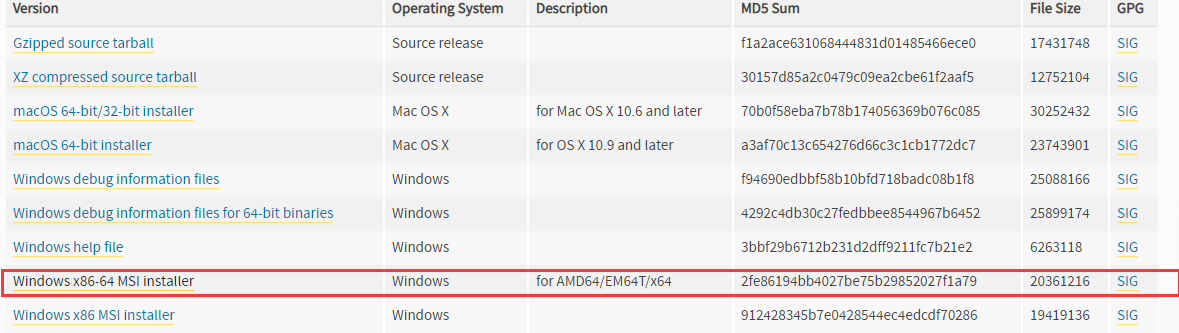 Version Operating System Description MD5 Sum File Size GPG
Gzipped source tarball Source release f1a2ace631068444831d01485466ece0 17431748 SIG
XZ compressed source tarball Source release 30157d85a2c0479c09ea2cbe61f2aaf5 12752104 SIG
macOS 64-bit/32-bit installer Mac OS X for Mac OS X 10.6 and later 70b0f58eba7b78b174056369b076c085 30252432 SIG
macOS 64-bit installer Mac OS X for OS X 10.9 and later a3af70c13c654276d66c3c1cb1772dc7 23743901 SIG
Windows debug information files Windows f94690edbbf58b10bfd718badc08b1f8 25088166 SIG
Windows debug information files for 64-bit binaries Windows 4292c4db30c27fedbbee8544967b6452 25899174 SIG
Windows help file Windows 3bbf29b6712b231d2dff9211fc7b21e2 6263118 SIG
Windows x86-64 MSI installer Windows for AMD64/EM64T/x64 2fe86194bb4027be75b29852027f1a79 20361216 SIG
Windows x86 MSI installer Windows 912428345b7e0428544ec4edcdf70286 19419136 SIG